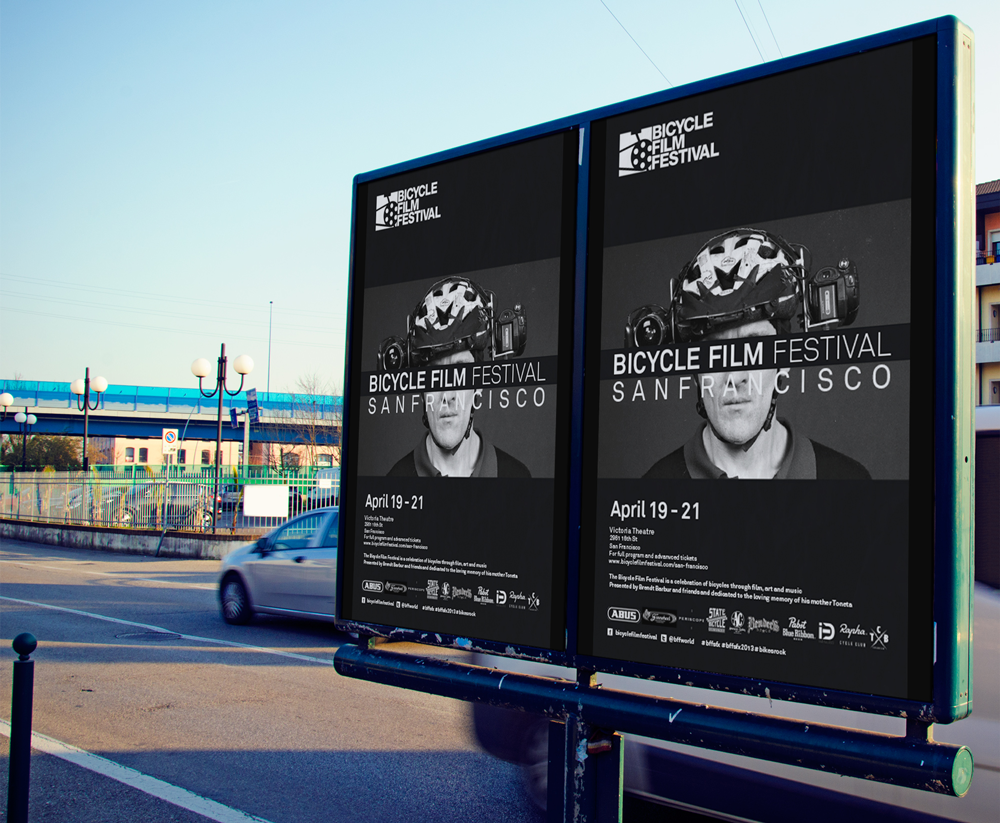 BICYCLE
FILM
FESTIVAL
BICYCLE FILM FESTIVAL
SANFRANCISCO
April 19 - 21
Victoria Theatre
2961 16th St
San Francisco
For full program and advanced tickets
www.bicyclefilmfestival.com/san-francisco
The Bicycle Film Festival is a celebration of bicycles through film, art and music
Presented by Brendt Barbur and friends and dedicated to the loving memory of his mother Toneta
ABUS
PERISCOPE
STATE BICYCLE
Bender's
Pabst Blue Ribbon
bicyclefilmfestival @bffworld #bffsfx #bffsfx2013 #bikesrock
BICYCLE
FILM
FESTIVAL
BICYCLE FILM FESTIVAL
SANFRANCISCO
April 19 - 21
Victoria Theatre
2961 16th St
San Francisco
For full program and advanced tickets
www.bicyclefilmfestival.com/san-francisco
The Bicycle Film Festival is a celebration of bicycles through film, art and music
Presented by Brendt Barbur and friends and dedicated to the loving memory of his mother Toneta
ABUS
PERISCOPE
STATE BICYCLE
Bender's
Pabst Blue Ribbon
Rapha.
CYCLE CLUB
TCB
bicyclefilmfestival @bffworld #bffsfx #bffsfx2013 #bikesrock